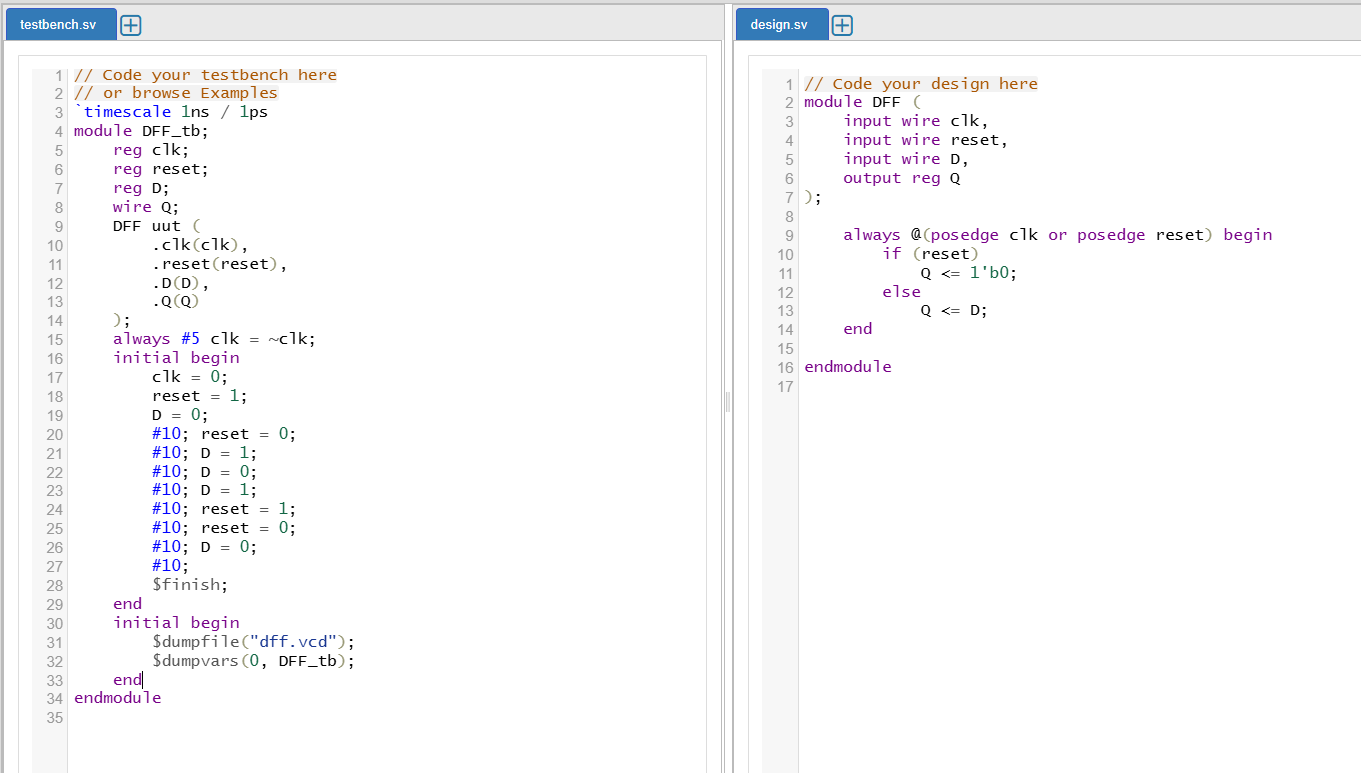 testbench.sv
1 // Code your testbench here
2 // or browse Examples
3 `timescale 1ns / 1ps
4 module DFF_tb;
5     reg clk;
6     reg reset;
7     reg D;
8     wire Q;
9     DFF uut (
10         .clk(clk),
11         .reset(reset),
12         .D(D),
13         .Q(Q)
14     );
15     always #5 clk = ~clk;
16     initial begin
17         clk = 0;
18         reset = 1;
19         D = 0;
20         #10; reset = 0;
21         #10; D = 1;
22         #10; D = 0;
23         #10; D = 1;
24         #10; reset = 1;
25         #10; reset = 0;
26         #10; D = 0;
27         #10;
28         $finish;
29     end
30     initial begin
31         $dumpfile("dff.vcd");
32         $dumpvars(0, DFF_tb);
33     end
34 endmodule
35
design.sv
1 // Code your design here
2 module DFF (
3     input wire clk,
4     input wire reset,
5     input wire D,
6     output reg Q
7 );
8
9     always @(posedge clk or posedge reset) begin
10         if (reset)
11             Q <= 1'b0;
12         else
13             Q <= D;
14     end
15
16 endmodule
17